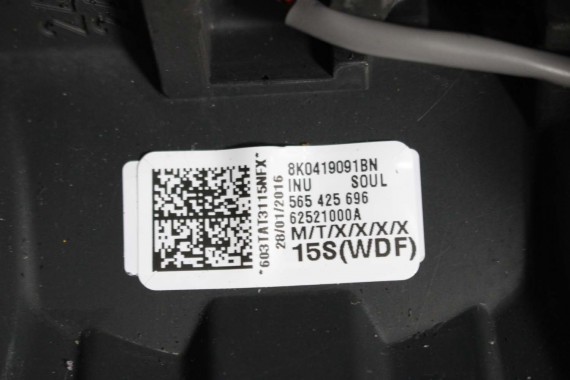 8K0419091BN
INU SOUL
565 425 696
62521000A
M/T/X/X/X/X
15S(WDF)
*603TAT3115NFX*
28/01/2016